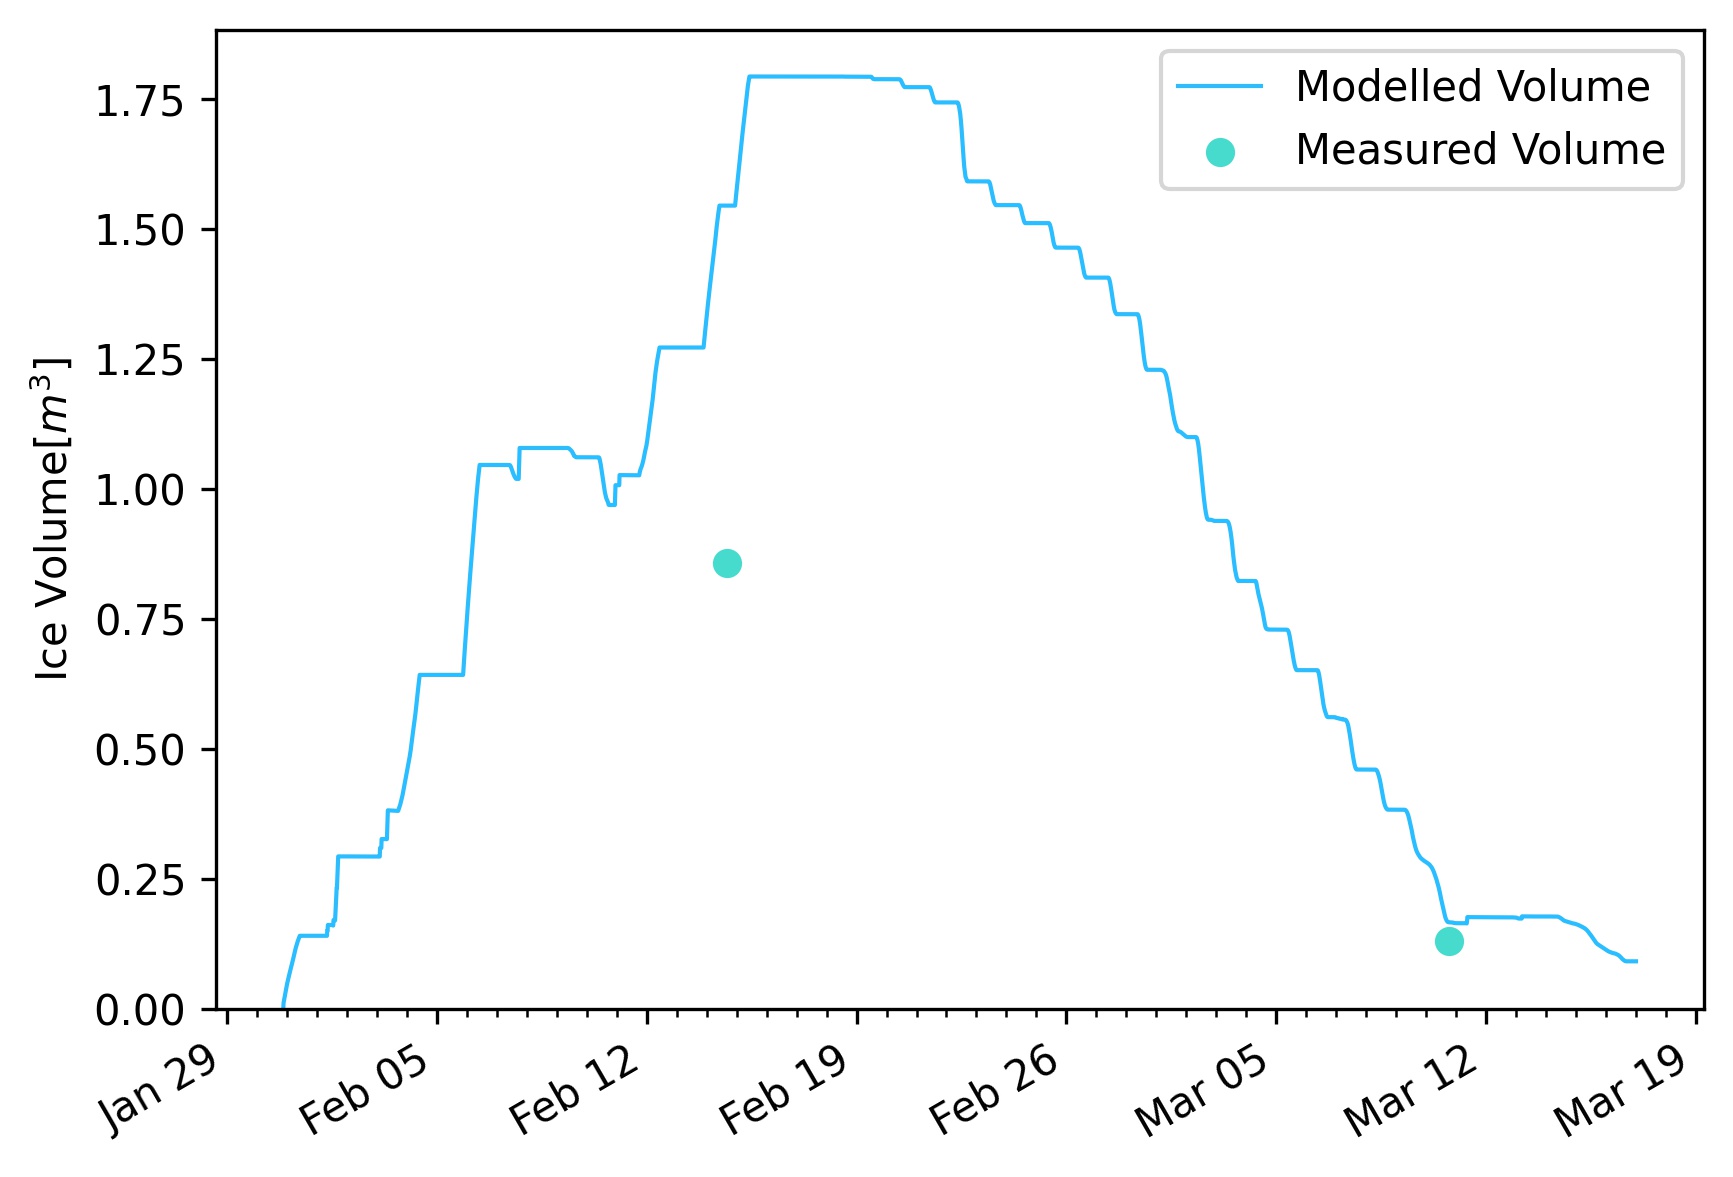 Modelled Volume
Measured Volume
Ice Volume[m³]
1.75
1.50
1.25
1.00
0.75
0.50
0.25
0.00
Jan 29
Feb 05
Feb 12
Feb 19
Feb 26
Mar 05
Mar 12
Mar 19